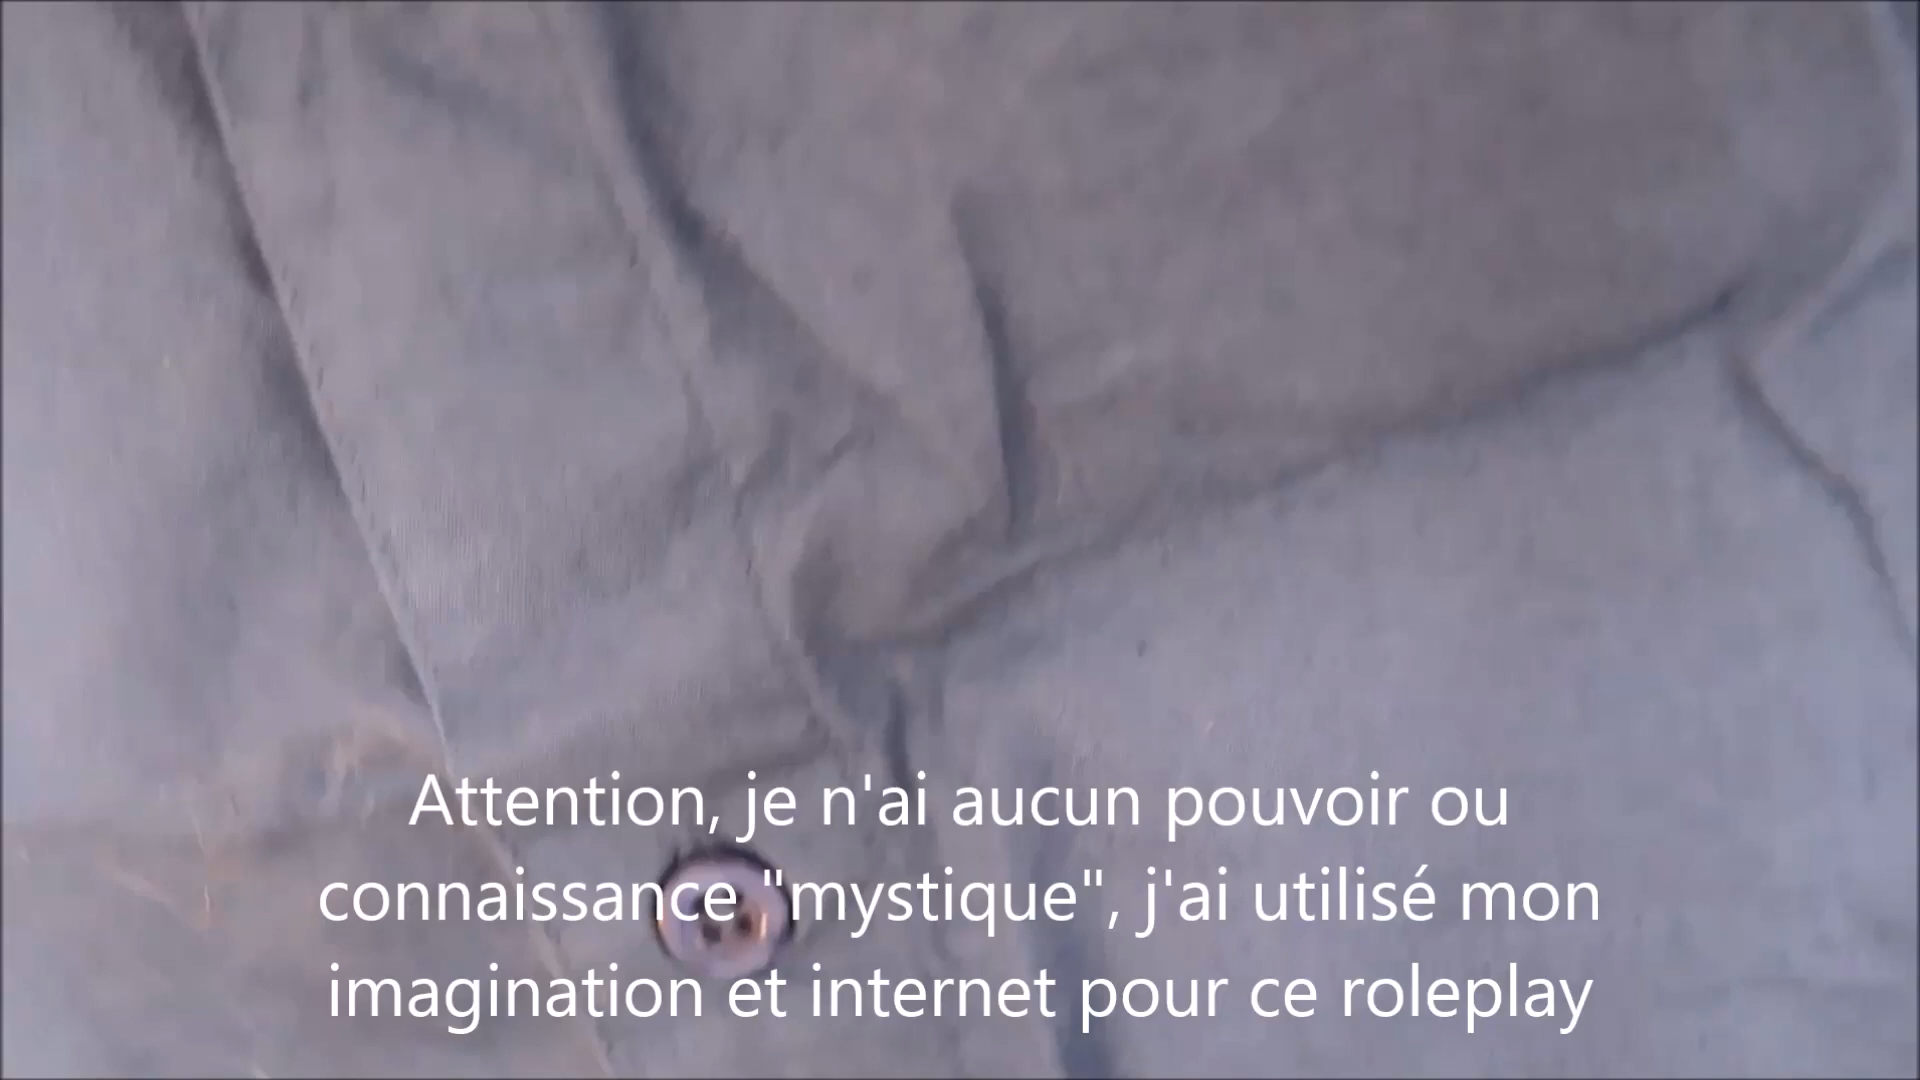 Attention, je n'ai aucun pouvoir ou
connaissance "mystique", j'ai utilisé mon
imagination et internet pour ce roleplay